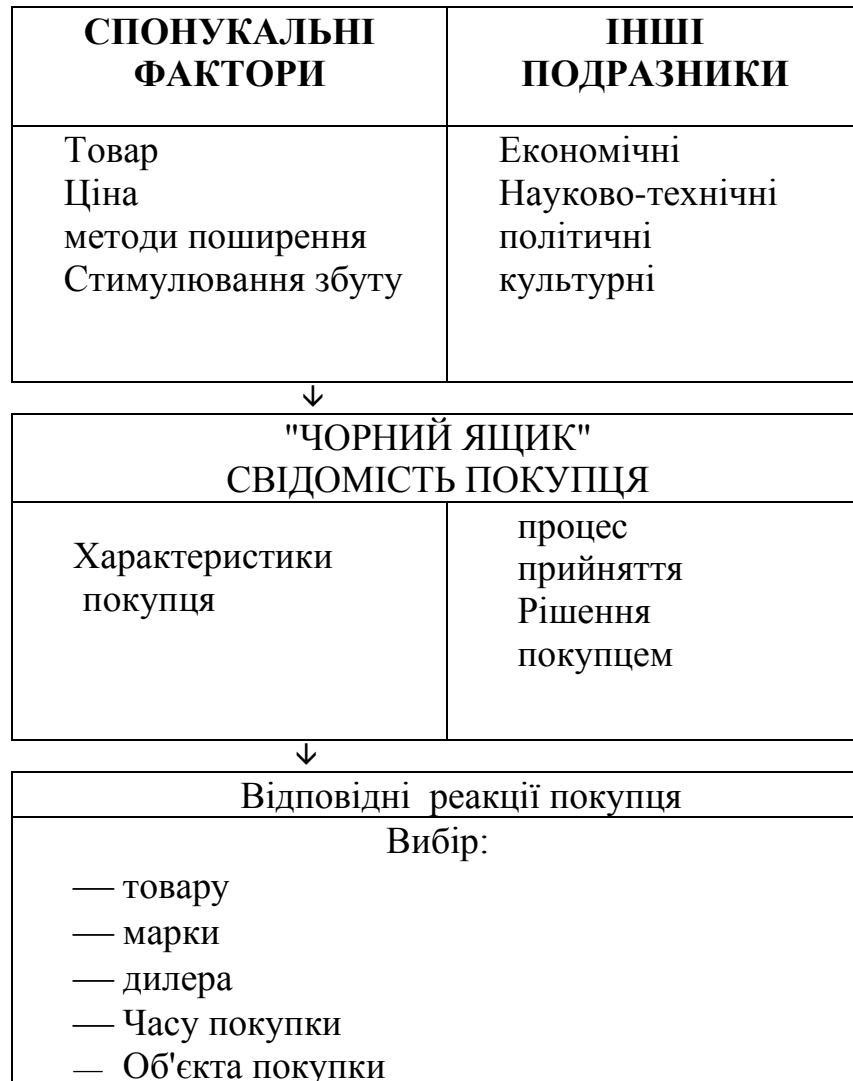 СПОНУКАЛЬНІ
ФАКТОРИ
ІНШІ
ПОДРАЗНИКИ
Товар
Ціна
методи поширення
Стимулювання збуту
Економічні
Науково-технічні
політичні
культурні
"ЧОРНИЙ ЯЩИК"
СВІДОМІСТЬ ПОКУПЦЯ
Характеристики
покупця
процес
прийняття
Рішення
покупцем
Відповідні реакції покупця
Вибір:
— товару
— марки
— дилера
— Часу покупки
— Об'єкта покупки